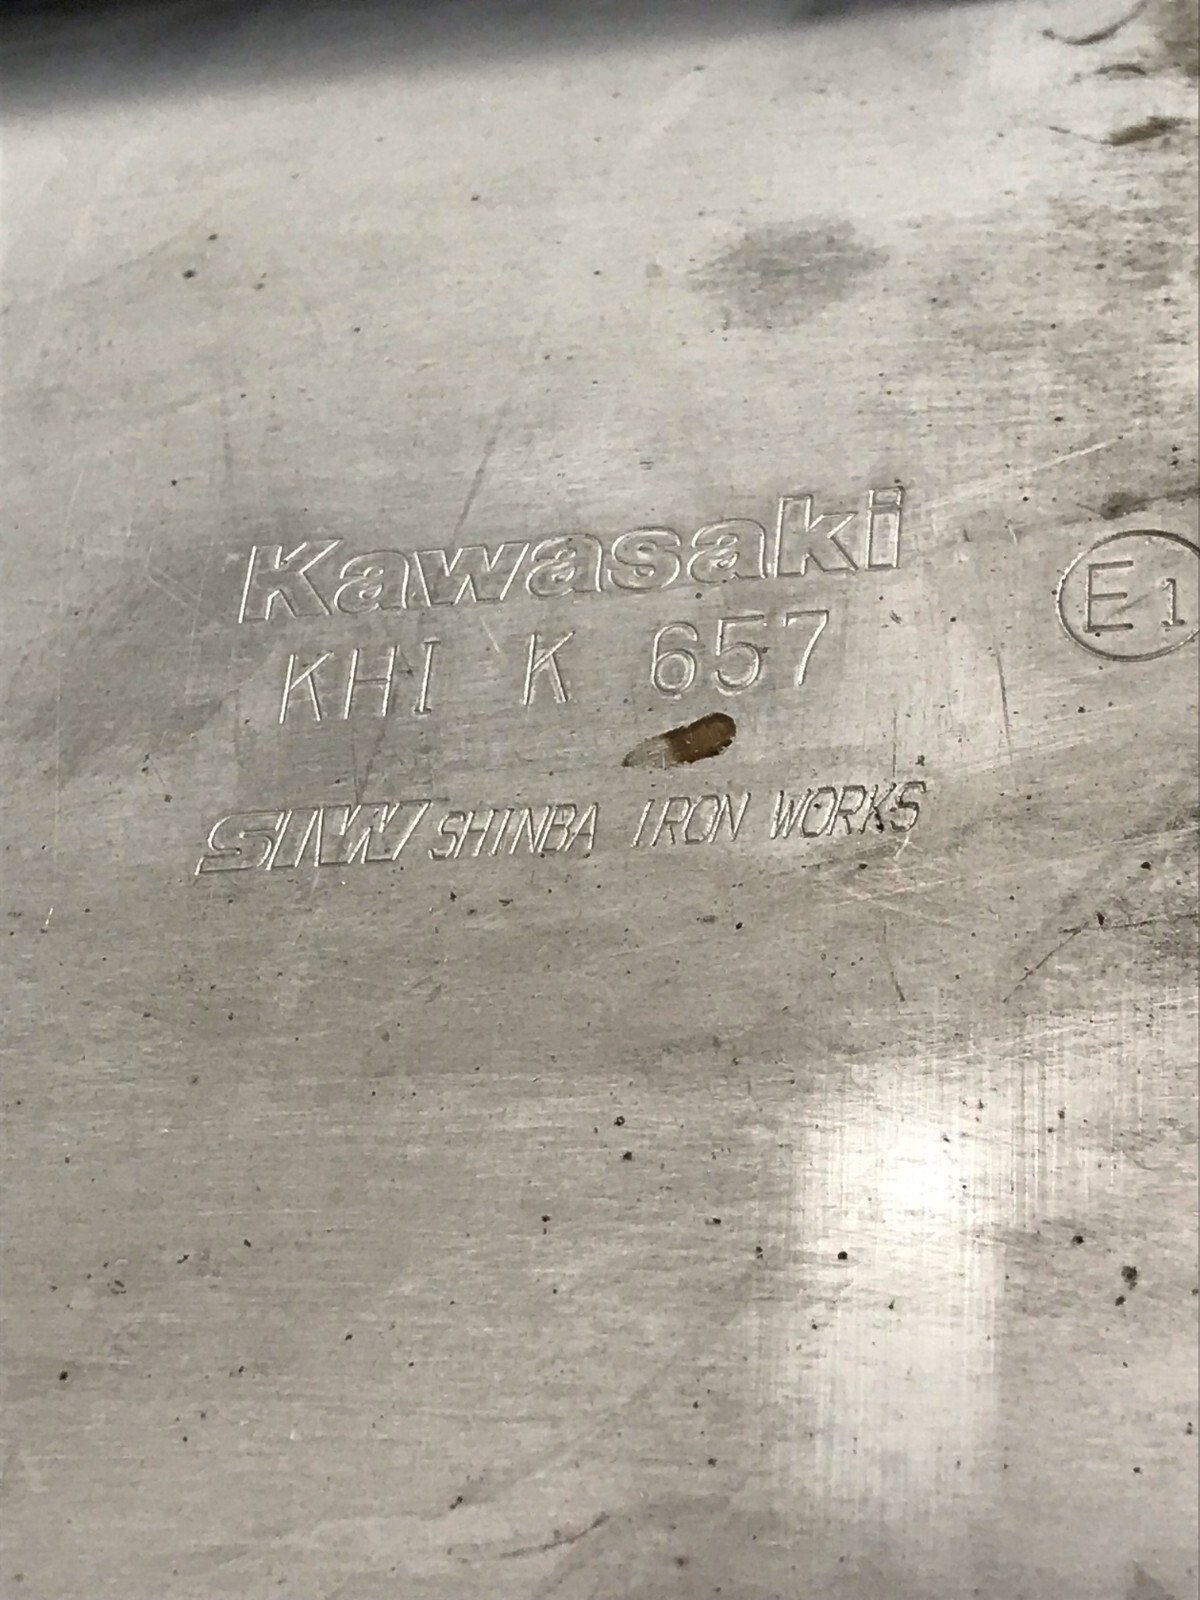 Kawasaki
E1
KHI K 657
SIW SHINBA IRON WORKS